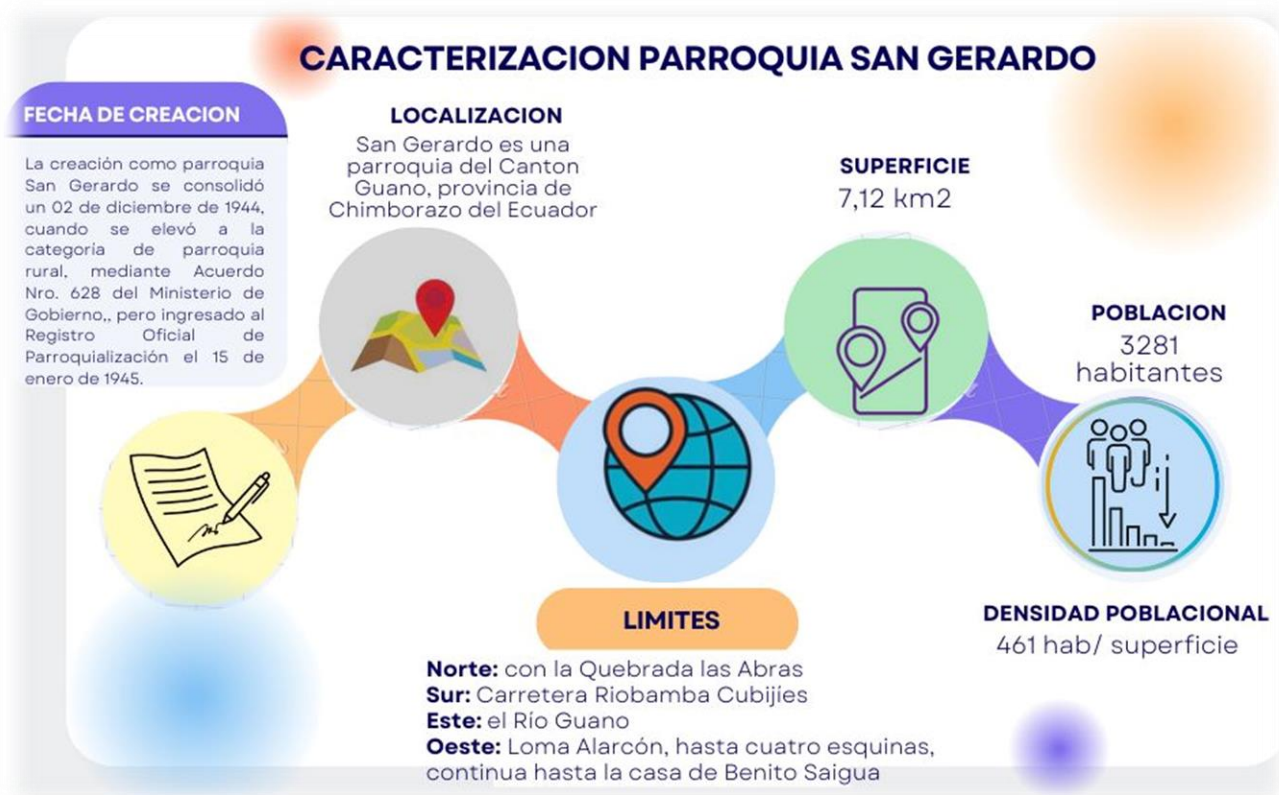 CARACTERIZACION PARROQUIA SAN GERARDO
FECHA DE CREACION
La creación como parroquia
San Gerardo se consolidó
un 02 de diciembre de 1944,
cuando se elevó a la
categoría de parroquia
rural, mediante Acuerdo
Nro. 628 del Ministerio de
Gobierno,, pero ingresado al
Registro Oficial de
Parroquialización el 15 de
enero de 1945.
LOCALIZACION
San Gerardo es una
parroquia del Canton
Guano, provincia de
Chimborazo del Ecuador
LIMITES
Norte: con la Quebrada las Abras
Sur: Carretera Riobamba Cubijíes
Este: el Río Guano
Oeste: Loma Alarcón, hasta cuatro esquinas,
continua hasta la casa de Benito Saigua
SUPERFICIE
7,12 km2
POBLACION
3281
habitantes
DENSIDAD POBLACIONAL
461 hab/ superficie